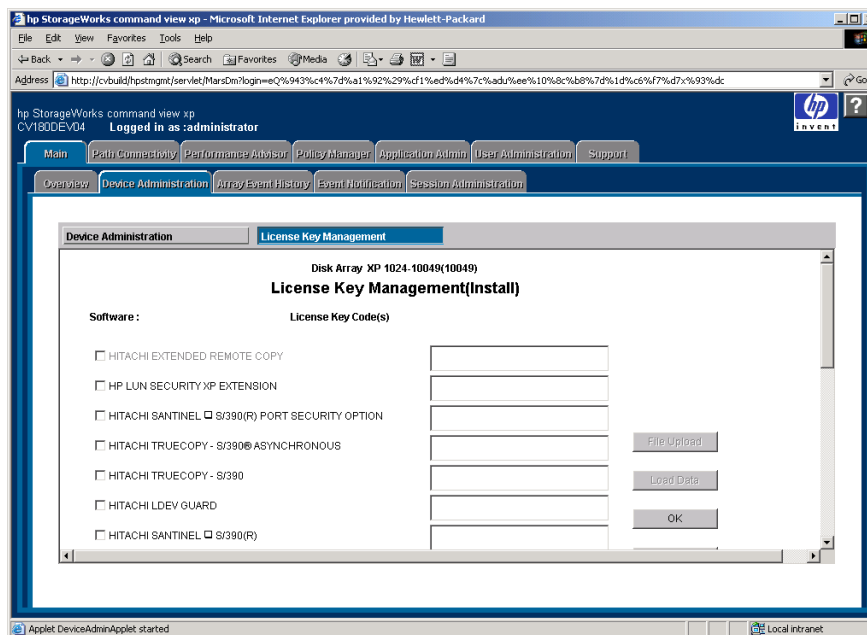 hp StorageWorks command view xp - Microsoft Internet Explorer provided by Hewlett-Packard
File Edit View Favorites Tools Help
Back Search Favorites Media
Address http://cvbuild/hpstmgmt/servlet/MarsDm?login=eQ%943%c4%7d%a1%92%29%cf1%ed%d4%7c%adu%ee%10%8c%b8%7d%1d%c6%f7%d7x%93%dc Go
hp StorageWorks command view xp
CV180DEV04 Logged in as :administrator
hp
invent
?
Main Path Connectivity Performance Advisor Policy Manager Application Admin User Administration Support
Overview Device Administration Array Event History Event Notification Session Administration
Device Administration License Key Management
Disk Array XP 1024-10049(10049)
License Key Management(Install)
Software : License Key Code(s)
HITACHI EXTENDED REMOTE COPY
HP LUN SECURITY XP EXTENSION
HITACHI SANTINEL □ S/390(R) PORT SECURITY OPTION
HITACHI TRUECOPY - S/390® ASYNCHRONOUS
File Upload
HITACHI TRUECOPY - S/390
Load Data
HITACHI LDEV GUARD
OK
HITACHI SANTINEL □ S/390(R)
Applet DeviceAdminApplet started Local intranet